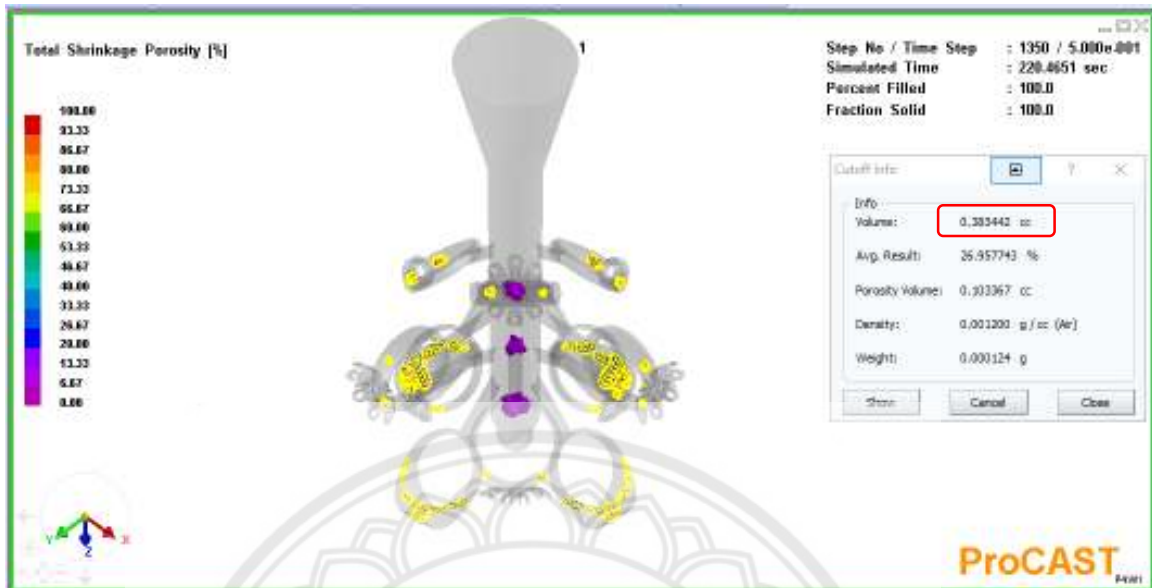 Total Shrinkage Porosity [%]
1
Step No / Time Step : 1350 / 5.000e-001
Simulated Time : 220.4651 sec
Percent Filled : 100.0
Fraction Solid : 100.0
100.00
93.33
86.67
80.00
73.33
66.67
60.00
53.33
46.67
40.00
33.33
26.67
20.00
13.33
6.67
0.00
Cutoff Info
?
Info
Volume: 0.383442 cc
Avg. Result: 26.957743 %
Porosity Volume: 0.103367 cc
Density: 0.001200 g/cc (Air)
Weight: 0.000124 g
Show
Cancel
Close
Y
X
Z
ProCAST